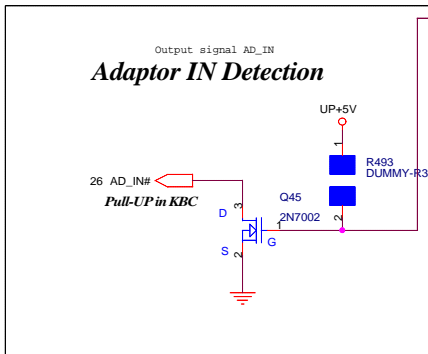 Output signal AD_IN
Adaptor IN Detection
UP+5V
1
R493
DUMMY-R3
26 AD_IN#
Pull-UP in KBC
Q45
2N7002
D
3
1
2
G
S
2